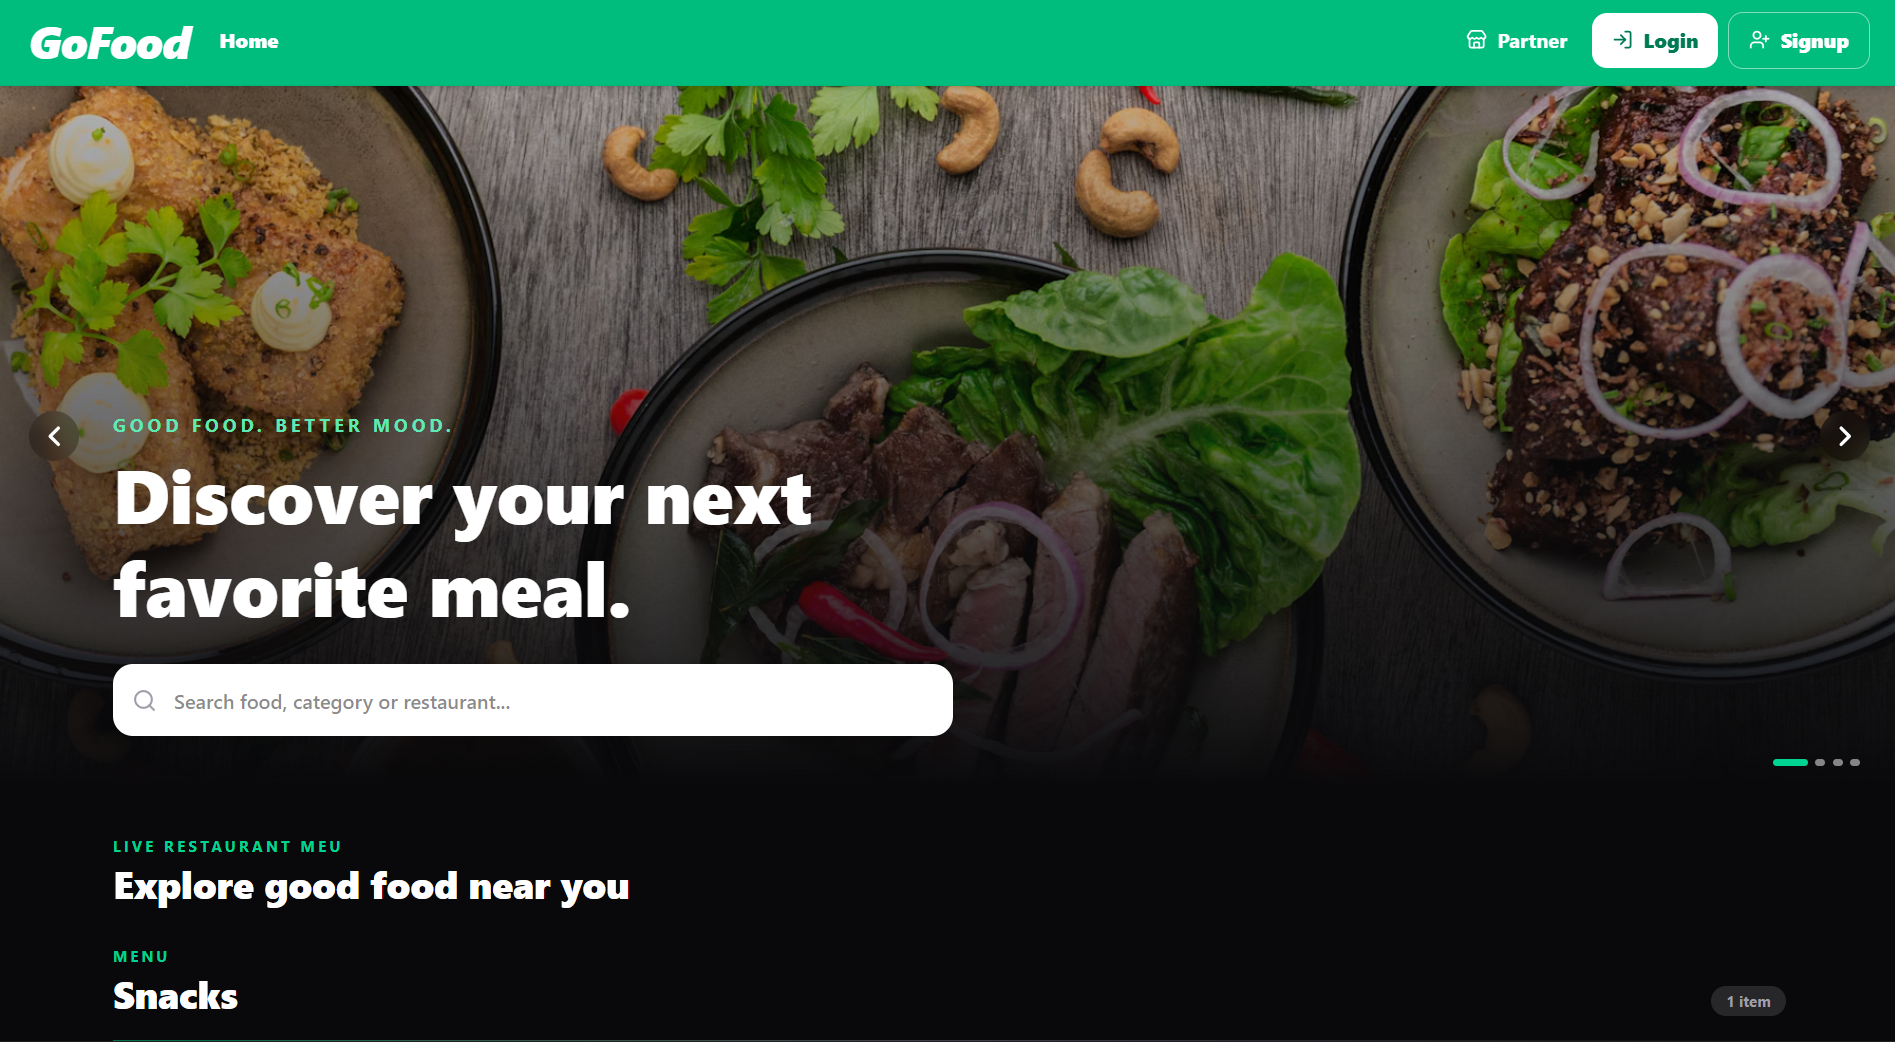 GoFood
Home
Partner
Login
Signup
GOOD FOOD. BETTER MOOD.
Discover your next
favorite meal.
Search food, category or restaurant...
LIVE RESTAURANT MEU
Explore good food near you
MENU
Snacks
1 item